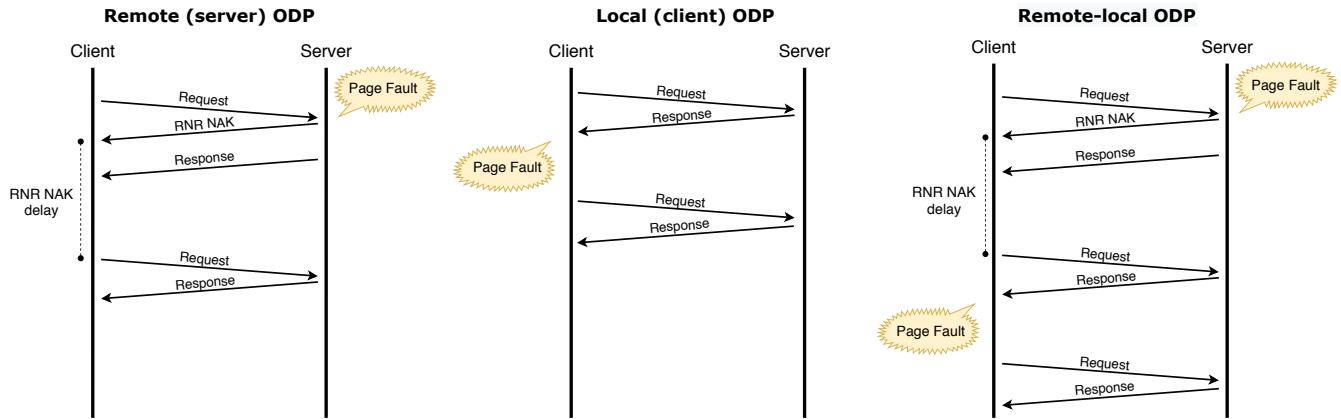 Remote (server) ODP
Client
Server
Page Fault
Request
RNR NAK
Response
RNR NAK
delay
Request
Response
Local (client) ODP
Client
Server
Request
Response
Page Fault
Request
Response
Remote-local ODP
Client
Server
Page Fault
Request
RNR NAK
Response
RNR NAK
delay
Request
Response
Page Fault
Request
Response